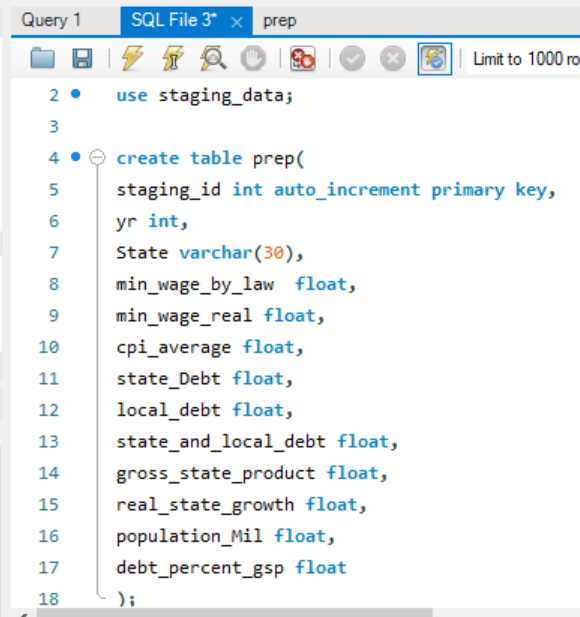 Query 1 SQL File 3* × prep
Limit to 1000 ro
2 use staging_data;
3
4 create table prep(
5 staging_id int auto_increment primary key,
6 yr int,
7 State varchar(30),
8 min_wage_by_law  float,
9 min_wage_real float,
10 cpi_average float,
11 state_Debt float,
12 local_debt float,
13 state_and_local_debt float,
14 gross_state_product float,
15 real_state_growth float,
16 population_Mil float,
17 debt_percent_gsp float
18 );